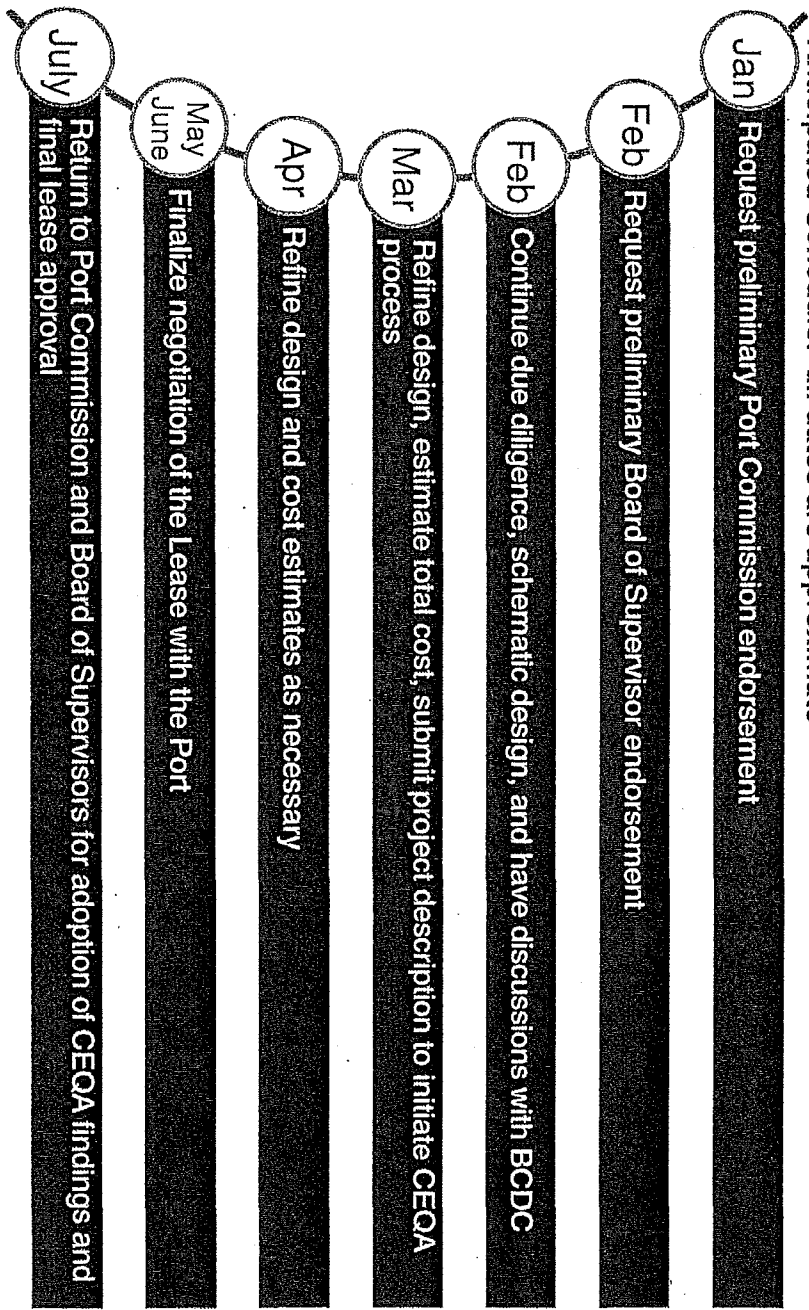 Jan
Request preliminary Port Commission endorsement
Feb
Request preliminary Board of Supervisor endorsement
Feb
Continue due diligence, schematic design, and have discussions with BCDC
Mar
Refine design, estimate total cost, submit project description to initiate CEQA
process
Apr
Refine design and cost estimates as necessary
May
June
Finalize negotiation of the Lease with the Port
July
Return to Port Commission and Board of Supervisors for adoption of CEQA findings and
final lease approval